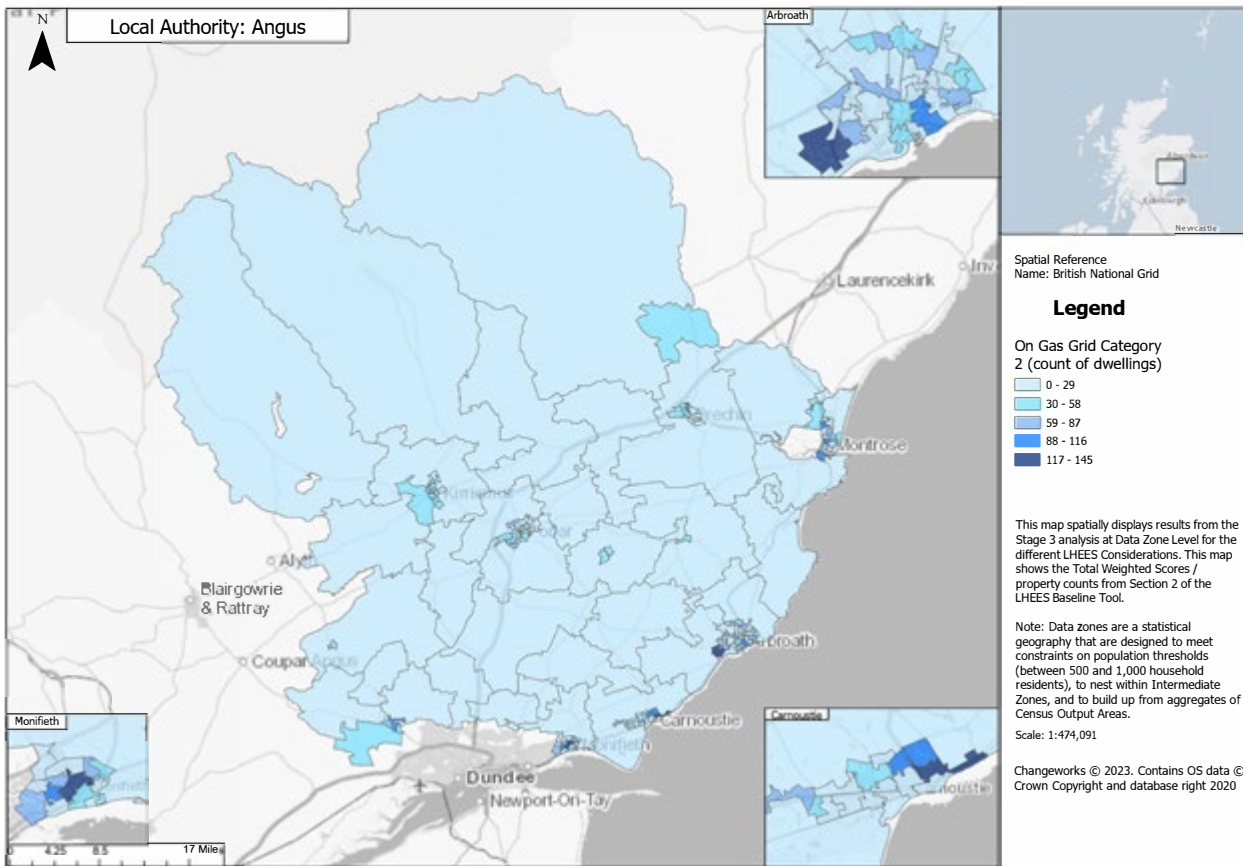 N
Local Authority: Angus
Arbroath
Aberdeen
Edinburgh
Newcastle
Laurencekirk
Spatial Reference
Name: British National Grid
Legend
On Gas Grid Category
2 (count of dwellings)
0 - 29
30 - 58
59 - 87
88 - 116
117 - 145
Brechin
Montrose
Kirriemuir
Forfar
Alyth
Blairgowrie
& Rattray
Arbroath
Coupar Angus
Carnoustie
Monifieth
Dundee
Newport-On-Tay
This map spatially displays results from the
Stage 3 analysis at Data Zone Level for the
different LHEES Considerations. This map
shows the Total Weighted Scores /
property counts from Section 2 of the
LHEES Baseline Tool.
Note: Data zones are a statistical
geography that are designed to meet
constraints on population thresholds
(between 500 and 1,000 household
residents), to nest within Intermediate
Zones, and to build up from aggregates of
Census Output Areas.
Scale: 1:474,091
Changeworks © 2023. Contains OS data ©
Crown Copyright and database right 2020
Monifieth
Carnoustie
0 4.25 8.5 17 Mile